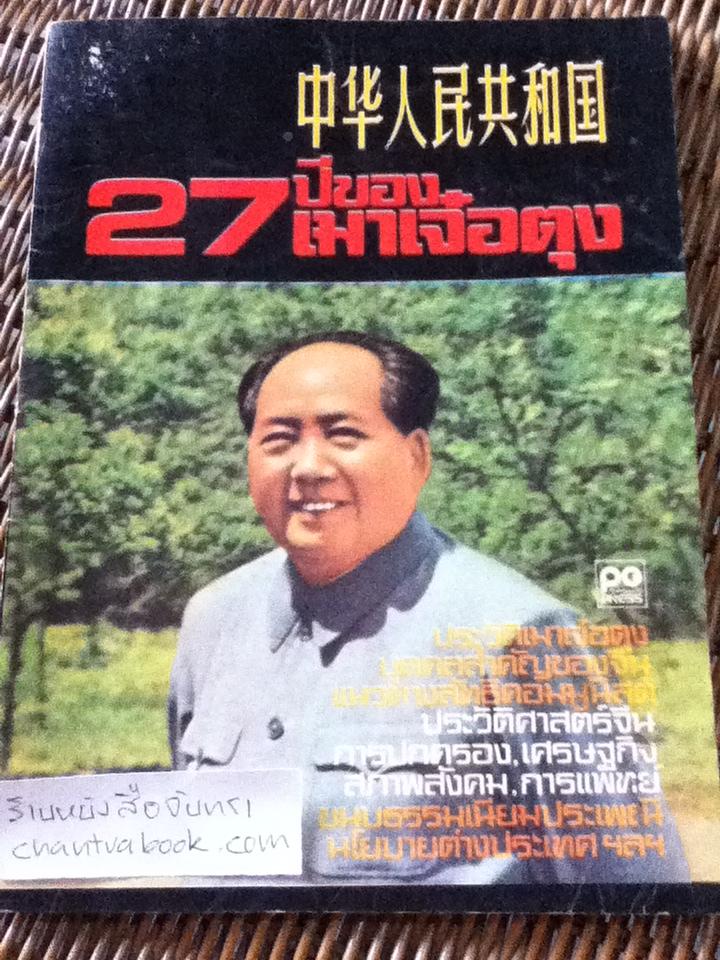 中华人民共和国
27 ปีของ
เมาเจ๋อตุง
PO
PRESS
ประวัติเมาเจ๋อตุง
บุคคลสำคัญของจีน
แนวทางลัทธิคอมมูนิสต์
ประวัติศาสตร์จีน
การปกครอง,เศรษฐกิจ
สภาพสังคม,การแพทย์
ขนบธรรมเนียมประเพณี
นโยบายต่างประเทศ ฯลฯ
ร้านหนังสือจันทรา
chantrabook.com